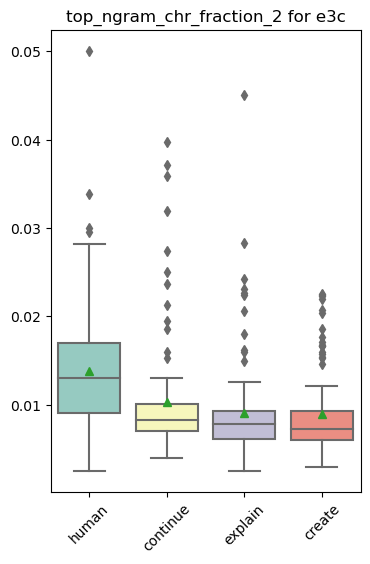 top_ngram_chr_fraction_2 for e3c
0.05
0.04
0.03
0.02
0.01
human
continue
explain
create